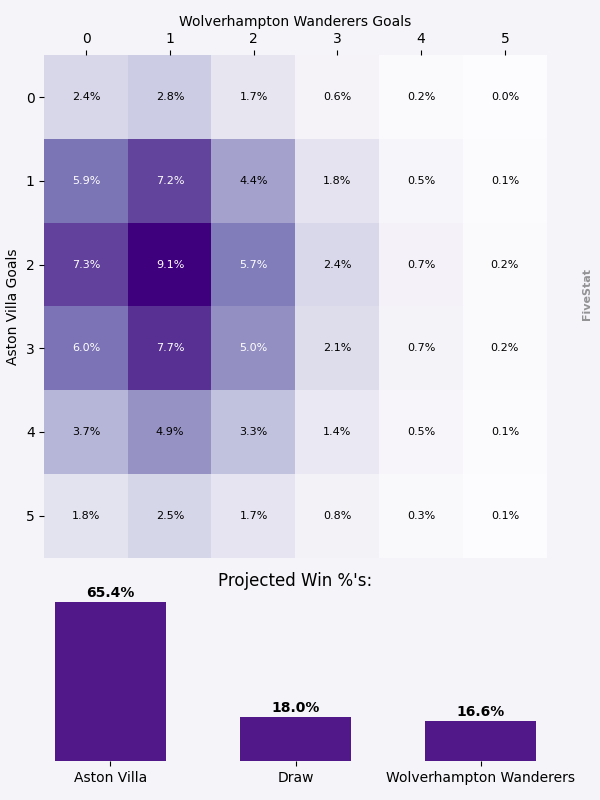 Wolverhampton Wanderers Goals
0 1 2 3 4 5
0 2.4% 2.8% 1.7% 0.6% 0.2% 0.0%
1 5.9% 7.2% 4.4% 1.8% 0.5% 0.1%
2 7.3% 9.1% 5.7% 2.4% 0.7% 0.2%
3 6.0% 7.7% 5.0% 2.1% 0.7% 0.2%
4 3.7% 4.9% 3.3% 1.4% 0.5% 0.1%
5 1.8% 2.5% 1.7% 0.8% 0.3% 0.1%
Aston Villa Goals
FiveStat
Projected Win %'s:
65.4% 18.0% 16.6%
Aston Villa Draw Wolverhampton Wanderers